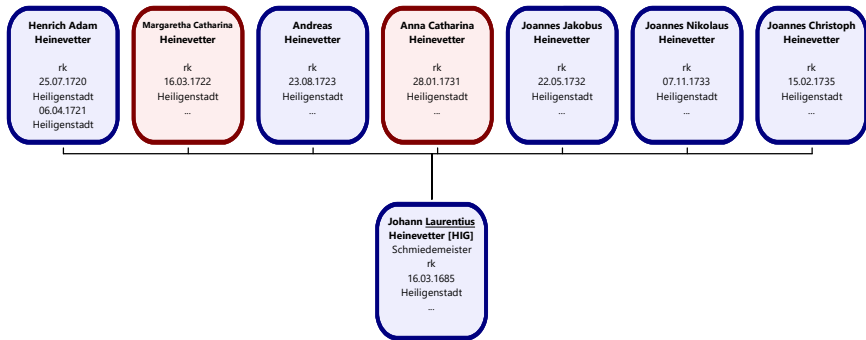 Henrich Adam
Heinevetter
rk
25.07.1720
Heiligenstadt
06.04.1721
Heiligenstadt
Margaretha Catharina
Heinevetter
rk
16.03.1722
Heiligenstadt
...
Andreas
Heinevetter
rk
23.08.1723
Heiligenstadt
...
Anna Catharina
Heinevetter
rk
28.01.1731
Heiligenstadt
...
Joannes Jakobus
Heinevetter
rk
22.05.1732
Heiligenstadt
...
Joannes Nikolaus
Heinevetter
rk
07.11.1733
Heiligenstadt
...
Joannes Christoph
Heinevetter
rk
15.02.1735
Heiligenstadt
...
Johann Laurentius
Heinevetter [HIG]
Schmiedemeister
rk
16.03.1685
Heiligenstadt
...